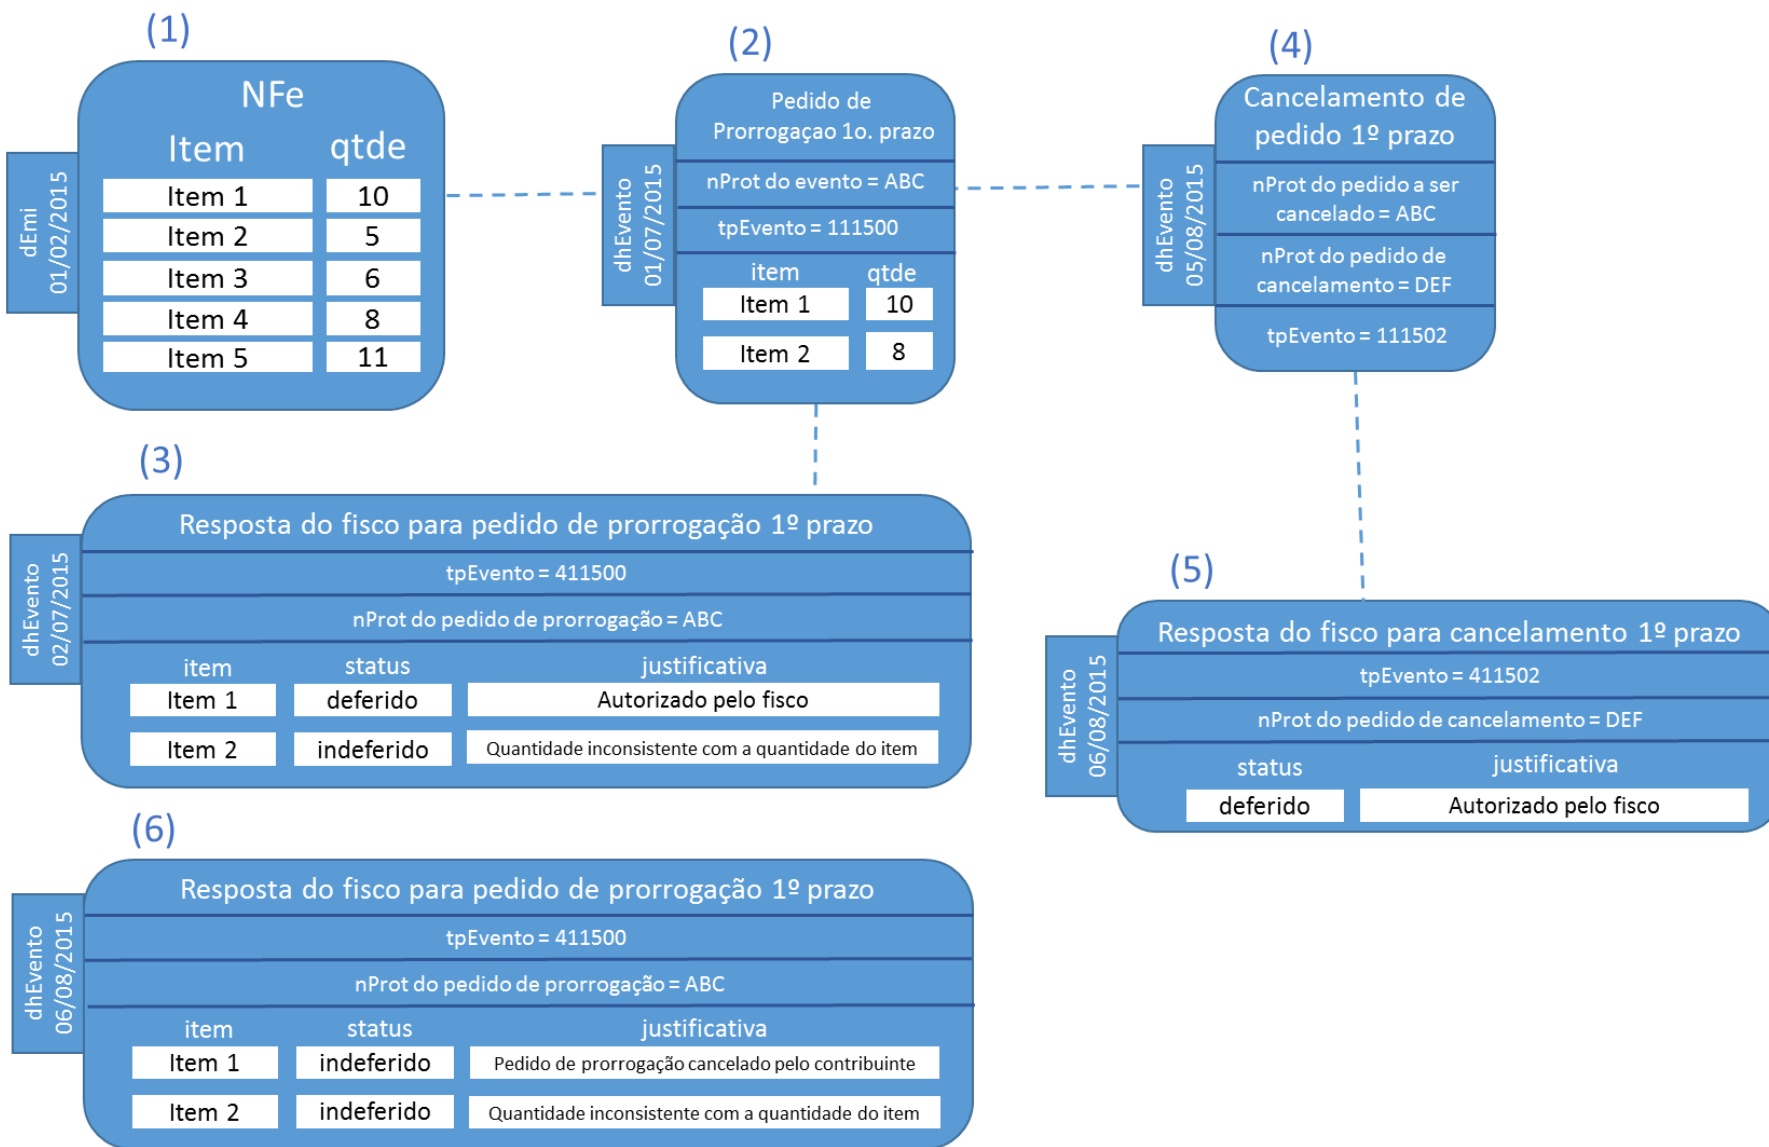 (1)
NFe
Item qtde
Item 1 10
Item 2 5
Item 3 6
Item 4 8
Item 5 11
dEmi
01/02/2015
(2)
Pedido de
Prorrogaçao 1o. prazo
nProt do evento = ABC
tpEvento = 111500
item qtde
Item 1 10
Item 2 8
dhEvento
01/07/2015
(4)
Cancelamento de
pedido 1º prazo
nProt do pedido a ser
cancelado = ABC
nProt do pedido de
cancelamento = DEF
tpEvento = 111502
dhEvento
05/08/2015
(3)
Resposta do fisco para pedido de prorrogação 1º prazo
tpEvento = 411500
nProt do pedido de prorrogação = ABC
item status justificativa
Item 1 deferido Autorizado pelo fisco
Item 2 indeferido Quantidade inconsistente com a quantidade do item
dhEvento
02/07/2015
(5)
Resposta do fisco para cancelamento 1º prazo
tpEvento = 411502
nProt do pedido de cancelamento = DEF
status justificativa
deferido Autorizado pelo fisco
dhEvento
06/08/2015
(6)
Resposta do fisco para pedido de prorrogação 1º prazo
tpEvento = 411500
nProt do pedido de prorrogação = ABC
item status justificativa
Item 1 indeferido Pedido de prorrogação cancelado pelo contribuinte
Item 2 indeferido Quantidade inconsistente com a quantidade do item
dhEvento
06/08/2015